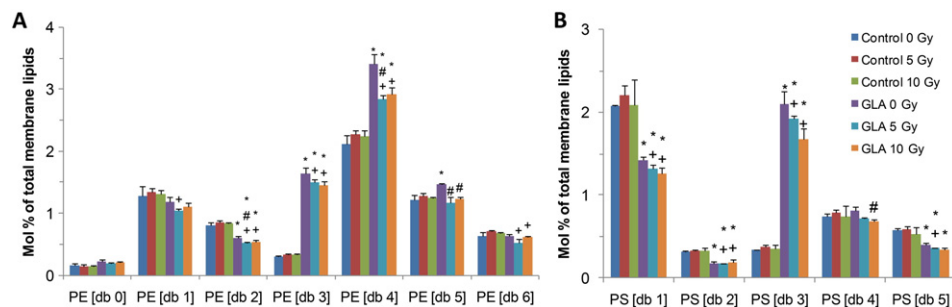 A
Mol % of total membrane lipids
4
3
2
1
0
* *
* # *
+ +
* *
* + +
*
# #
+
* *
* # *
+ +
+ +
PE [db 0] PE [db 1] PE [db 2] PE [db 3] PE [db 4] PE [db 5] PE [db 6]
B
Mol % of total membrane lipids
3
2
1
0
Control 0 Gy
Control 5 Gy
Control 10 Gy
GLA 0 Gy
GLA 5 Gy
GLA 10 Gy
* *
* + *
+
* *
* + +
* *
* + +
#
*
* + *
PS [db 1] PS [db 2] PS [db 3] PS [db 4] PS [db 5]